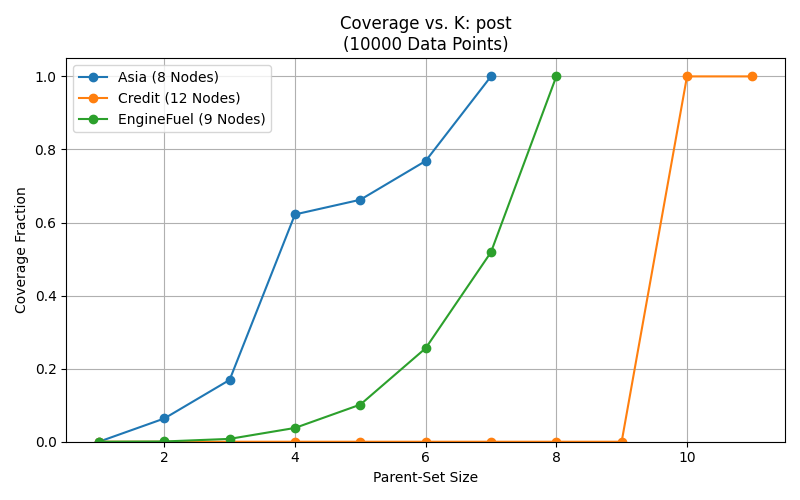 Coverage vs. K: post
(10000 Data Points)
Asia (8 Nodes)
Credit (12 Nodes)
EngineFuel (9 Nodes)
Coverage Fraction
1.0
0.8
0.6
0.4
0.2
0.0
2 4 6 8 10
Parent-Set Size